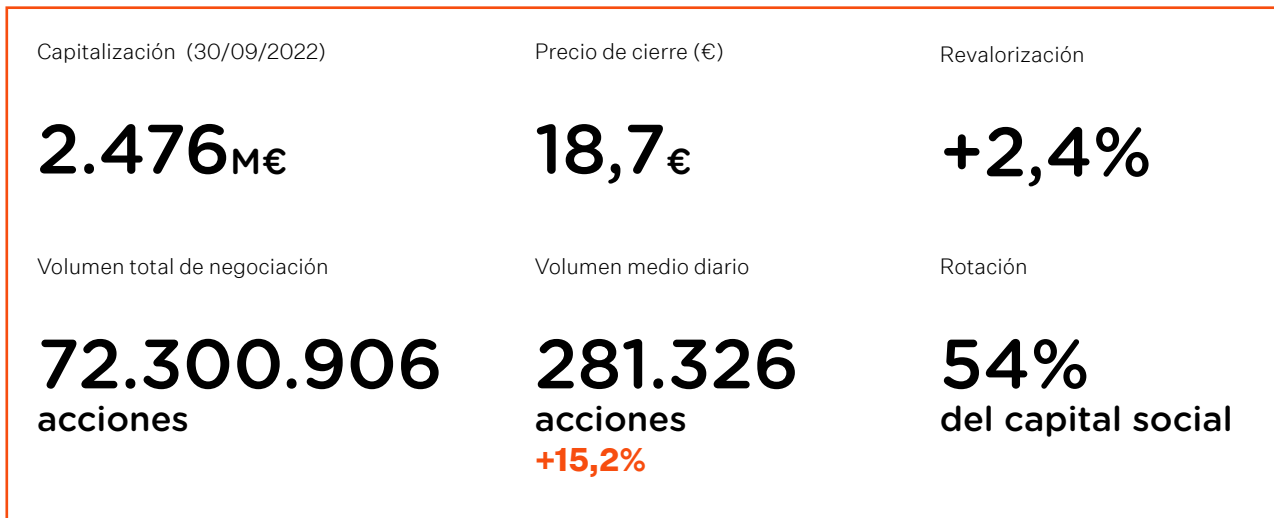 Capitalización (30/09/2022)
2.476M€
Precio de cierre (€)
18,7€
Revalorización
+2,4%
Volumen total de negociación
72.300.906
acciones
Volumen medio diario
281.326
acciones
+15,2%
Rotación
54%
del capital social